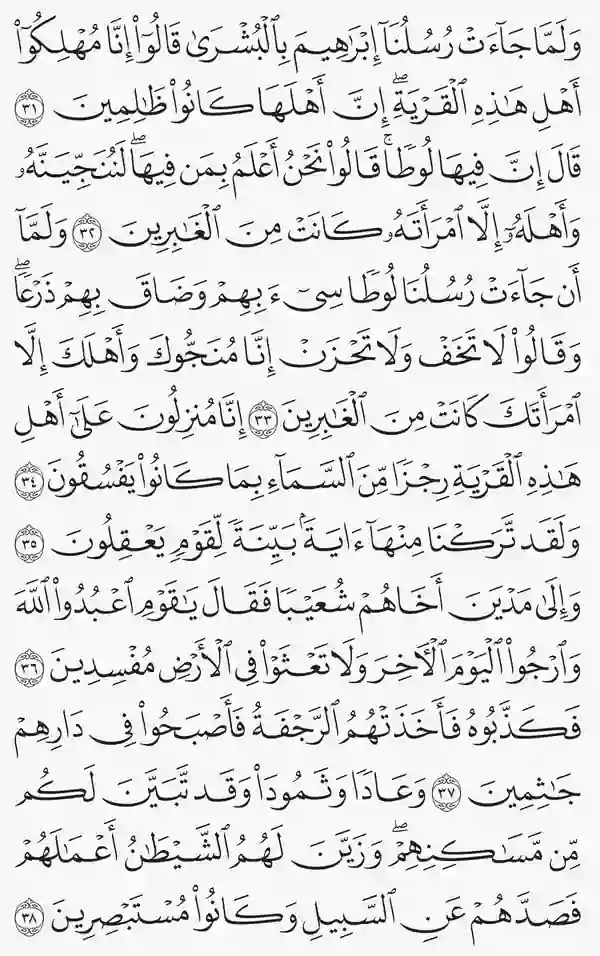 وَلَمَّا جَآءَتْ رُسُلُنَآ إِبْرَٰهِيمَ بِٱلْبُشْرَىٰ قَالُوٓا۟ إِنَّا مُهْلِكُوٓا۟
أَهْلِ هَٰذِهِ ٱلْقَرْيَةِ ۖ إِنَّ أَهْلَهَا كَانُوا۟ ظَٰلِمِينَ ٣١
قَالَ إِنَّ فِيهَا لُوطًا ۚ قَالُوا۟ نَحْنُ أَعْلَمُ بِمَن فِيهَا ۖ لَنُنَجِّيَنَّهُۥ
وَأَهْلَهُۥٓ إِلَّا ٱمْرَأَتَهُۥ كَانَتْ مِنَ ٱلْغَٰبِرِينَ ٣٢ وَلَمَّآ
أَن جَآءَتْ رُسُلُنَا لُوطًا سِىٓءَ بِهِمْ وَضَاقَ بِهِمْ ذَرْعًا ۖ
وَقَالُوا۟ لَا تَخَفْ وَلَا تَحْزَنْ ۖ إِنَّا مُنَجُّوكَ وَأَهْلَكَ إِلَّا
ٱمْرَأَتَكَ كَانَتْ مِنَ ٱلْغَٰبِرِينَ ٣٣ إِنَّا مُنزِلُونَ عَلَىٰٓ أَهْلِ
هَٰذِهِ ٱلْقَرْيَةِ رِجْزًا مِّنَ ٱلسَّمَآءِ بِمَا كَانُوا۟ يَفْسُقُونَ ٣٤
وَلَقَد تَّرَكْنَا مِنْهَآ ءَايَةًۢ بَيِّنَةً لِّقَوْمٍ يَعْقِلُونَ ٣٥
وَإِلَىٰ مَدْيَنَ أَخَاهُمْ شُعَيْبًا فَقَالَ يَٰقَوْمِ ٱعْبُدُوا۟ ٱللَّهَ
وَٱرْجُوا۟ ٱلْيَوْمَ ٱلْءَاخِرَ وَلَا تَعْثَوْا۟ فِى ٱلْأَرْضِ مُفْسِدِينَ ٣٦
فَكَذَّبُوهُ فَأَخَذَتْهُمُ ٱلرَّجْفَةُ فَأَصْبَحُوا۟ فِى دَارِهِمْ
جَٰثِمِينَ ٣٧ وَعَادًا وَثَمُودَا۟ وَقَد تَّبَيَّنَ لَكُم
مِّن مَّسَٰكِنِهِمْ ۖ وَزَيَّنَ لَهُمُ ٱلشَّيْطَٰنُ أَعْمَٰلَهُمْ
فَصَدَّهُمْ عَنِ ٱلسَّبِيلِ وَكَانُوا۟ مُسْتَبْصِرِينَ ٣٨